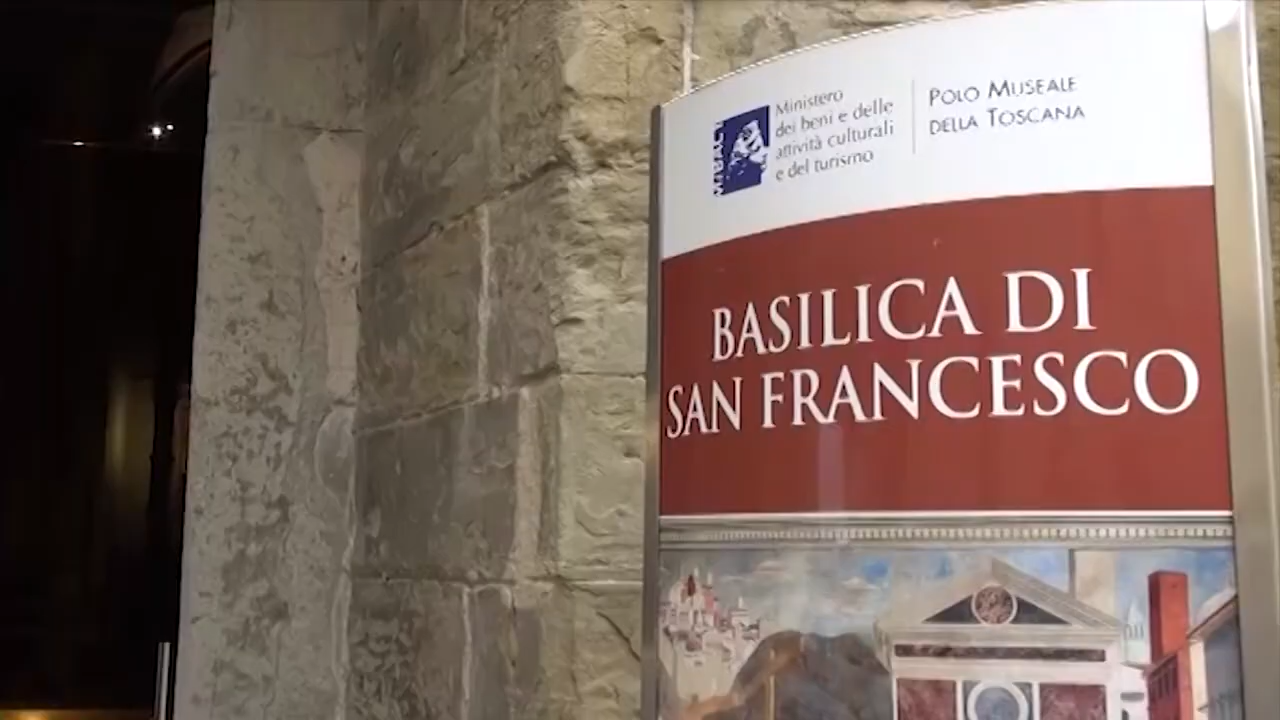 Ministero
dei beni e delle
attività culturali
e del turismo
POLO MUSEALE
DELLA TOSCANA
BASILICA DI
SAN FRANCESCO